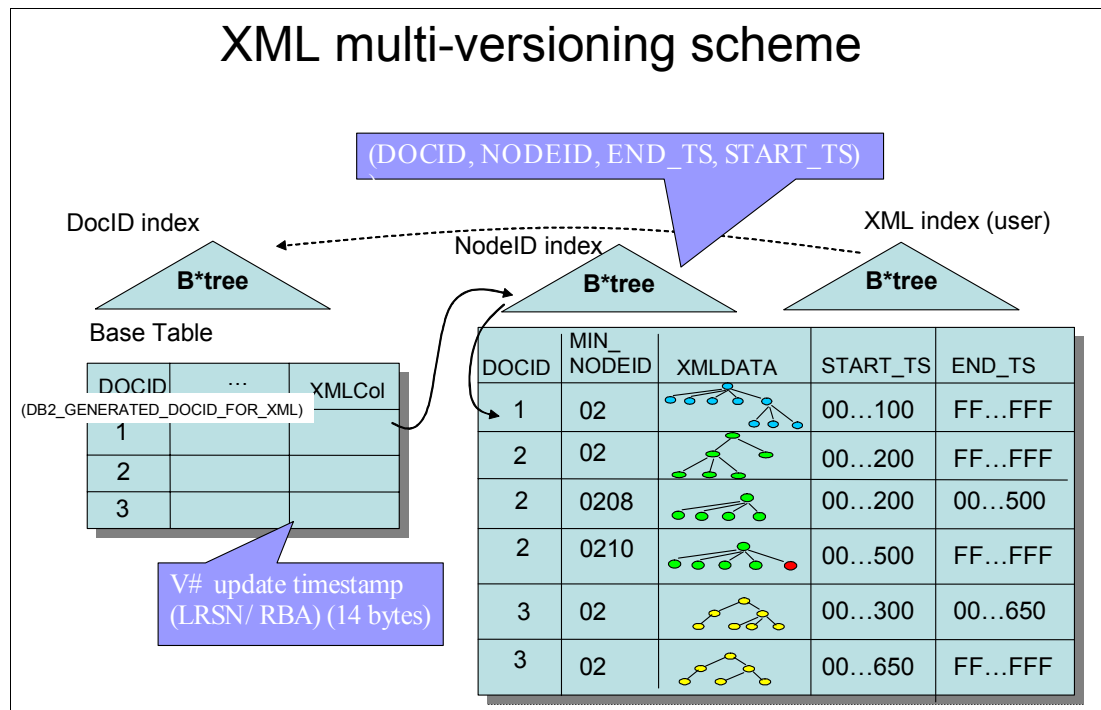 XML multi-versioning scheme
(DOCID, NODEID, END_TS, START_TS)
)
DocID index
NodeID index
XML index (user)
B*tree
B*tree
B*tree
Base Table
DOCID … XMLCol
(DB2_GENERATED_DOCID_FOR_XML)
1
2
3
V# update timestamp
(LRSN/ RBA) (14 bytes)
MIN_
DOCID NODEID XMLDATA START_TS END_TS
1 02 00…100 FF…FFF
2 02 00…200 FF…FFF
2 0208 00…200 00…500
2 0210 00…500 FF…FFF
3 02 00…300 00…650
3 02 00…650 FF…FFF